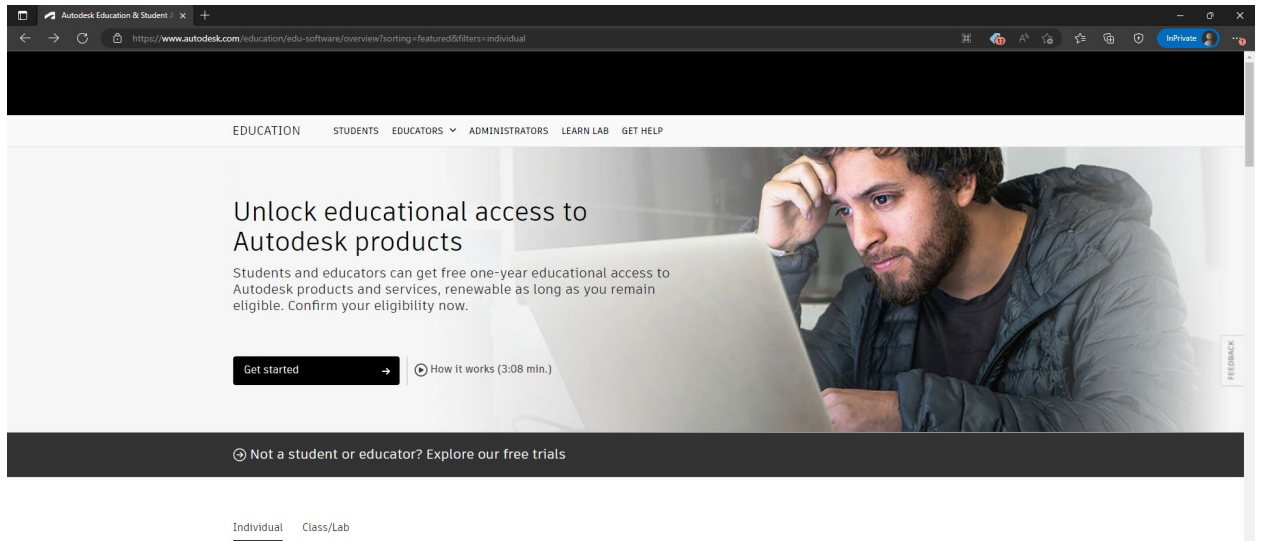 Autodesk Education & Student A
https://www.autodesk.com/education/edu-software/overview?sorting=featured&filters=individual
InPrivate
EDUCATION STUDENTS EDUCATORS ADMINISTRATORS LEARN LAB GET HELP
Unlock educational access to
Autodesk products
Students and educators can get free one-year educational access to
Autodesk products and services, renewable as long as you remain
eligible. Confirm your eligibility now.
Get started
How it works (3:08 min.)
FEEDBACK
Not a student or educator? Explore our free trials
Individual Class/Lab